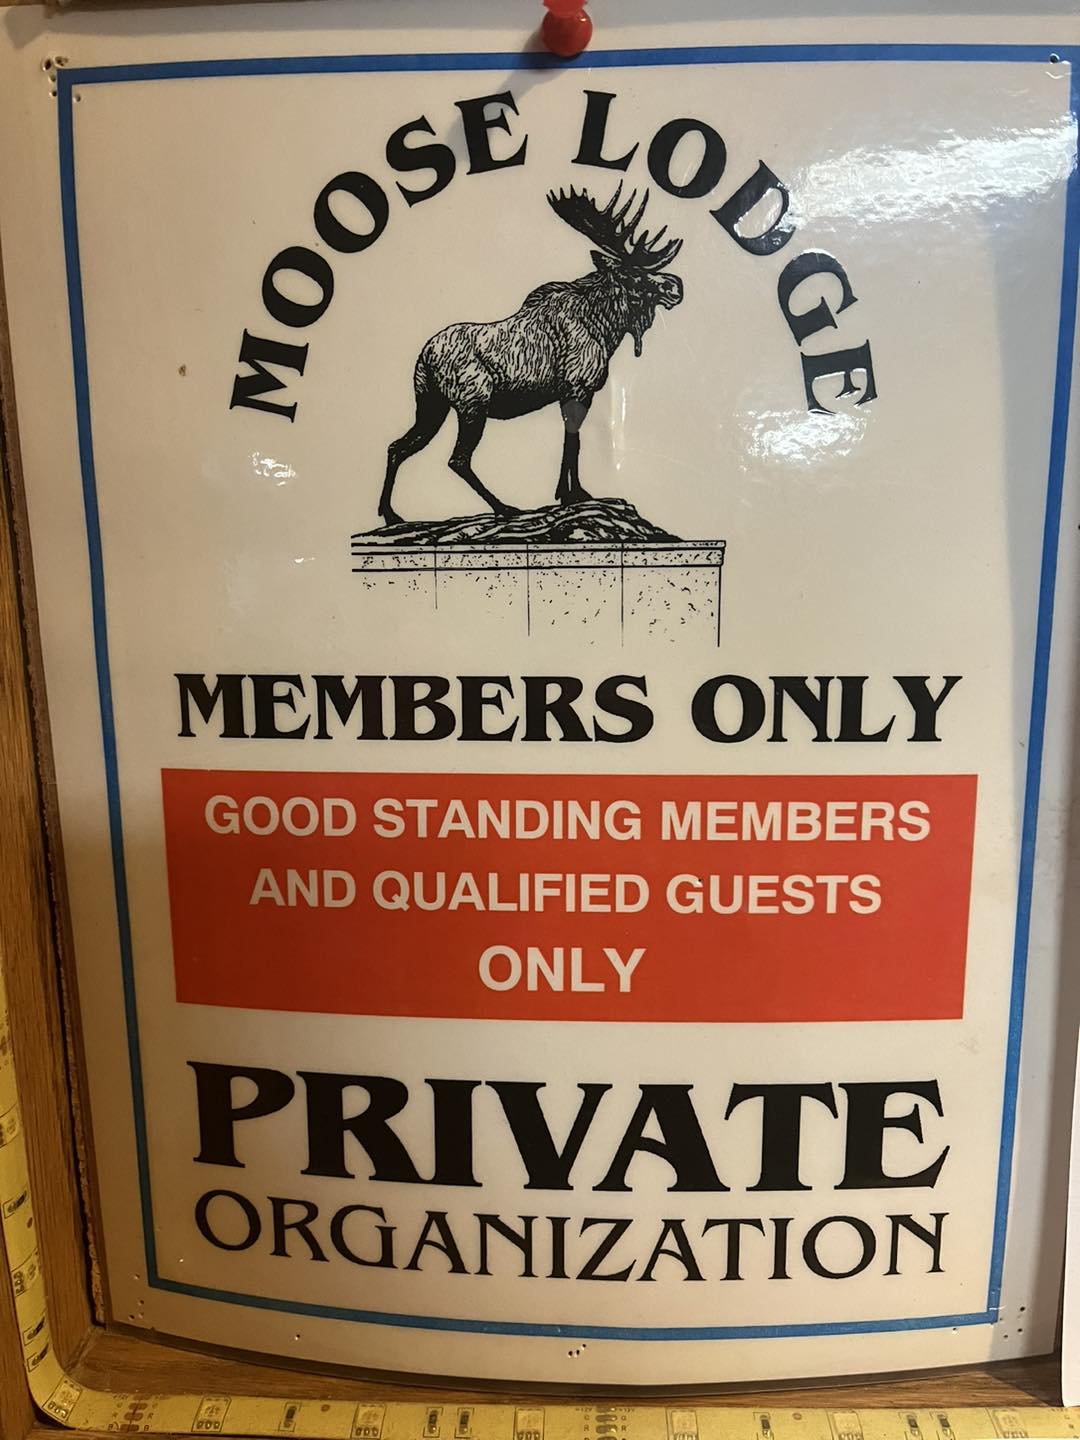 MOOSE LODGE
MEMBERS ONLY
GOOD STANDING MEMBERS
AND QUALIFIED GUESTS
ONLY
PRIVATE
ORGANIZATION